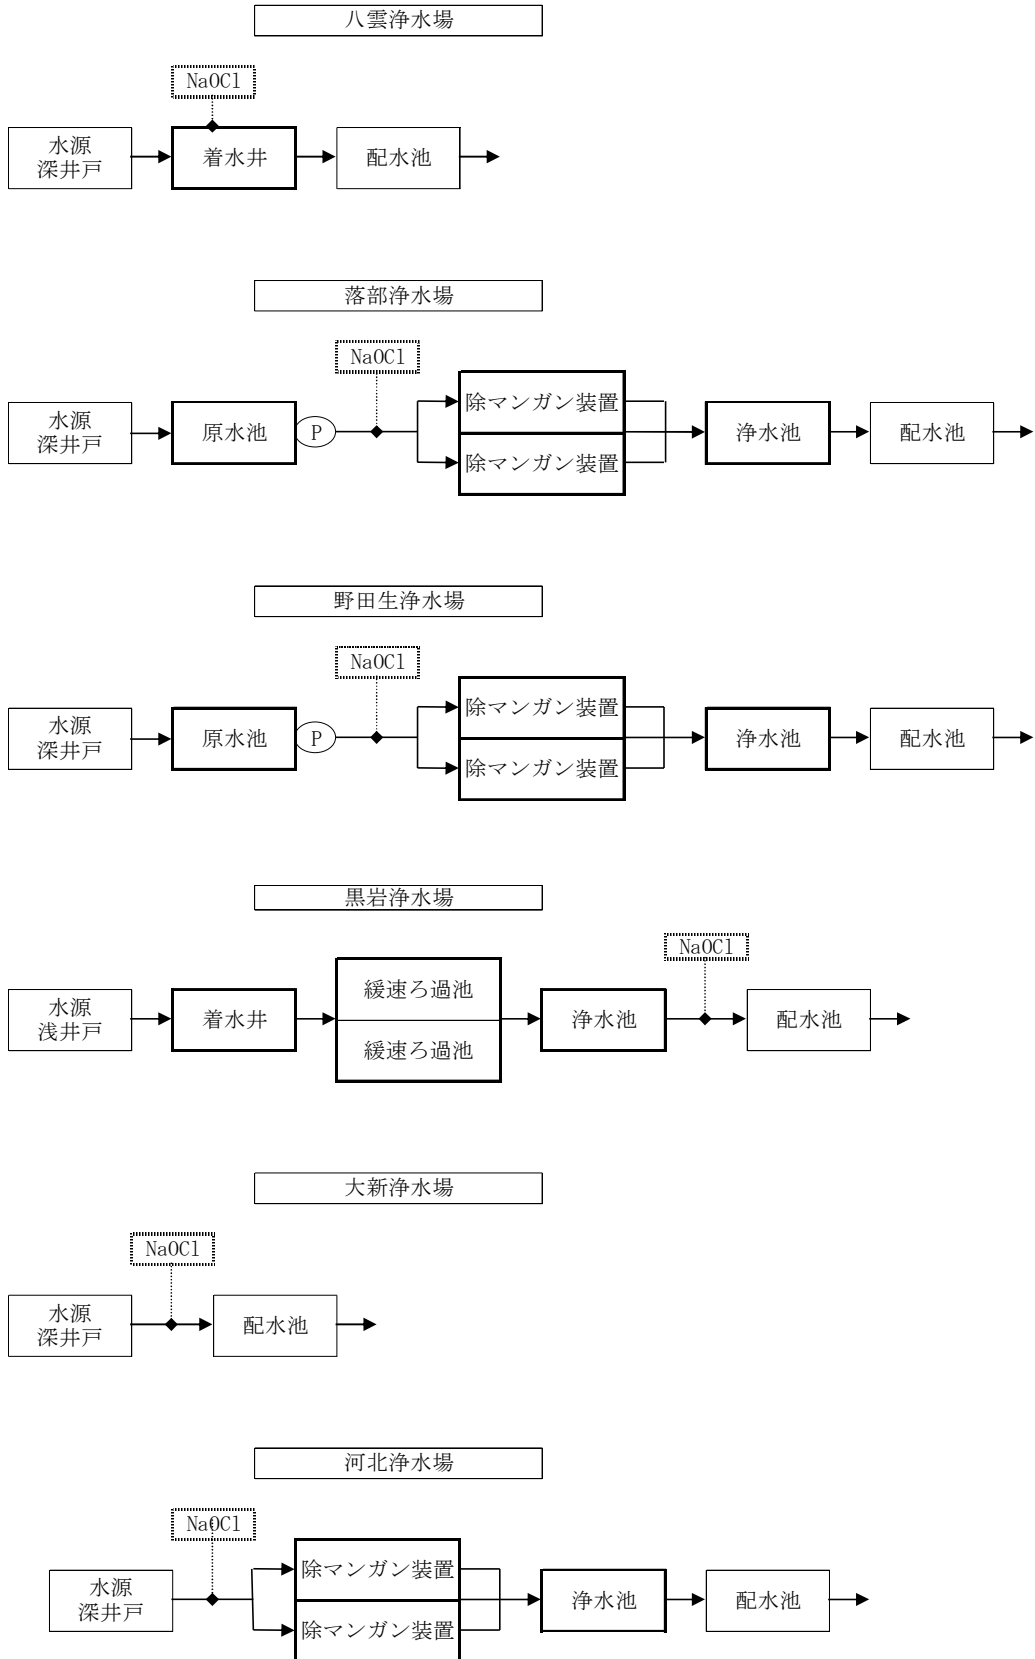 八雲浄水場
NaOCl
水源
深井戸
着水井
配水池
落部浄水場
NaOCl
水源
深井戸
原水池
P
除マンガン装置
除マンガン装置
浄水池
配水池
野田生浄水場
NaOCl
水源
深井戸
原水池
P
除マンガン装置
除マンガン装置
浄水池
配水池
黒岩浄水場
NaOCl
水源
浅井戸
着水井
緩速ろ過池
緩速ろ過池
浄水池
配水池
大新浄水場
NaOCl
水源
深井戸
配水池
河北浄水場
NaOCl
水源
深井戸
除マンガン装置
除マンガン装置
浄水池
配水池